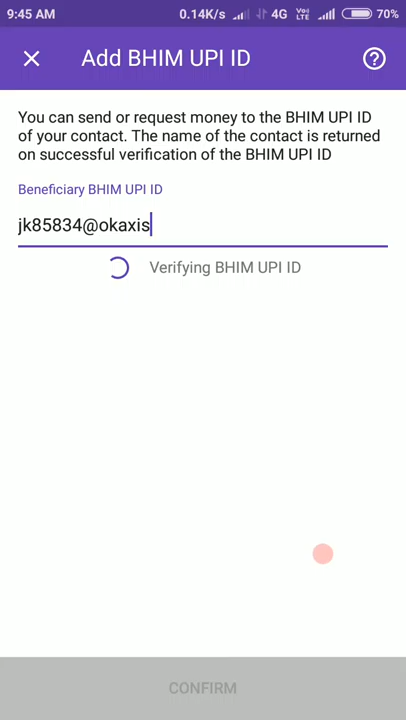 9:45 AM 0.14K/s 4G Vo) LTE 70%
Add BHIM UPI ID
You can send or request money to the BHIM UPI ID
of your contact. The name of the contact is returned
on successful verification of the BHIM UPI ID
Beneficiary BHIM UPI ID
jk85834@okaxis
Verifying BHIM UPI ID
CONFIRM